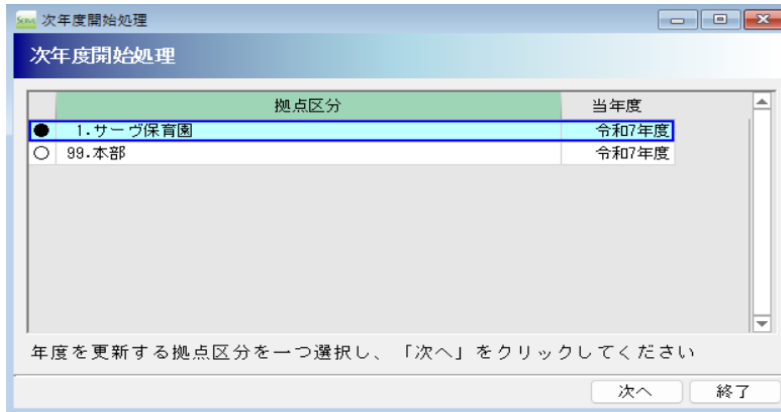 次年度開始処理
次年度開始処理
拠点区分 当年度
1.サーヴ保育園 令和7年度
99.本部 令和7年度
年度を更新する拠点区分を一つ選択し、「次へ」をクリックしてください
次へ 終了